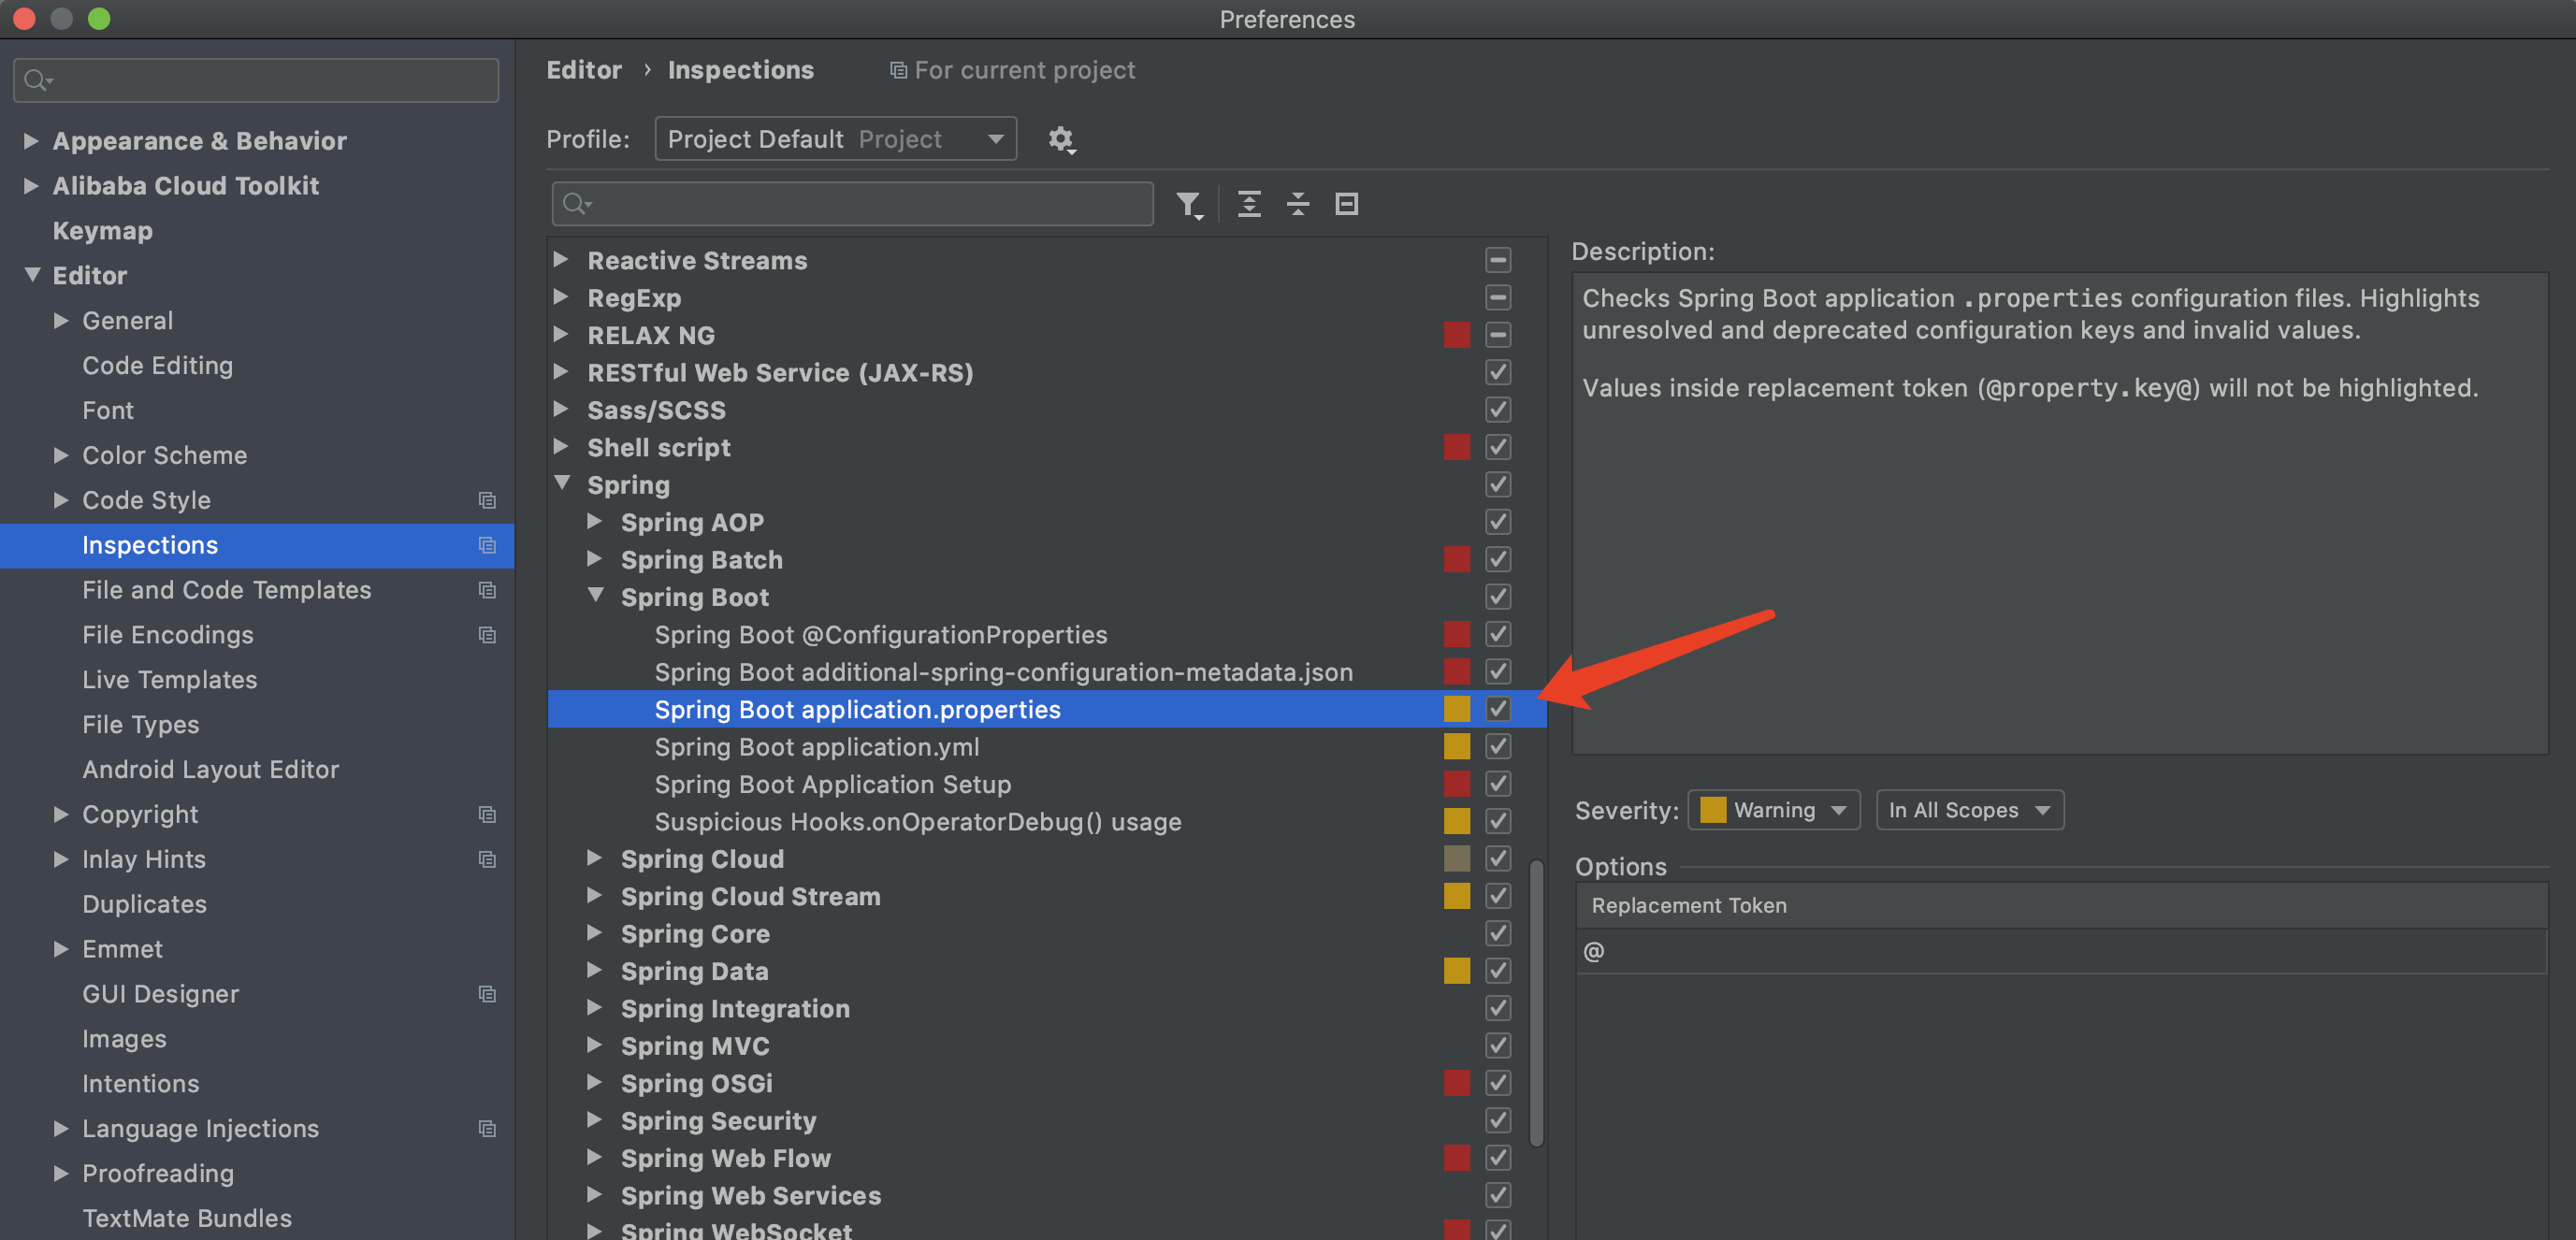 Preferences
Editor › Inspections For current project
Profile: Project Default Project
Appearance & Behavior
Alibaba Cloud Toolkit
Keymap
Editor
General
Code Editing
Font
Color Scheme
Code Style
Inspections
File and Code Templates
File Encodings
Live Templates
File Types
Android Layout Editor
Copyright
Inlay Hints
Duplicates
Emmet
GUI Designer
Images
Intentions
Language Injections
Proofreading
TextMate Bundles
Reactive Streams
RegExp
RELAX NG
RESTful Web Service (JAX-RS)
Sass/SCSS
Shell script
Spring
Spring AOP
Spring Batch
Spring Boot
Spring Boot @ConfigurationProperties
Spring Boot additional-spring-configuration-metadata.json
Spring Boot application.properties
Spring Boot application.yml
Spring Boot Application Setup
Suspicious Hooks.onOperatorDebug() usage
Spring Cloud
Spring Cloud Stream
Spring Core
Spring Data
Spring Integration
Spring MVC
Spring OSGi
Spring Security
Spring Web Flow
Spring Web Services
Spring WebSocket
Description:
Checks Spring Boot application .properties configuration files. Highlights
unresolved and deprecated configuration keys and invalid values.
Values inside replacement token (@property.key@) will not be highlighted.
Severity: Warning In All Scopes
Options
Replacement Token
@